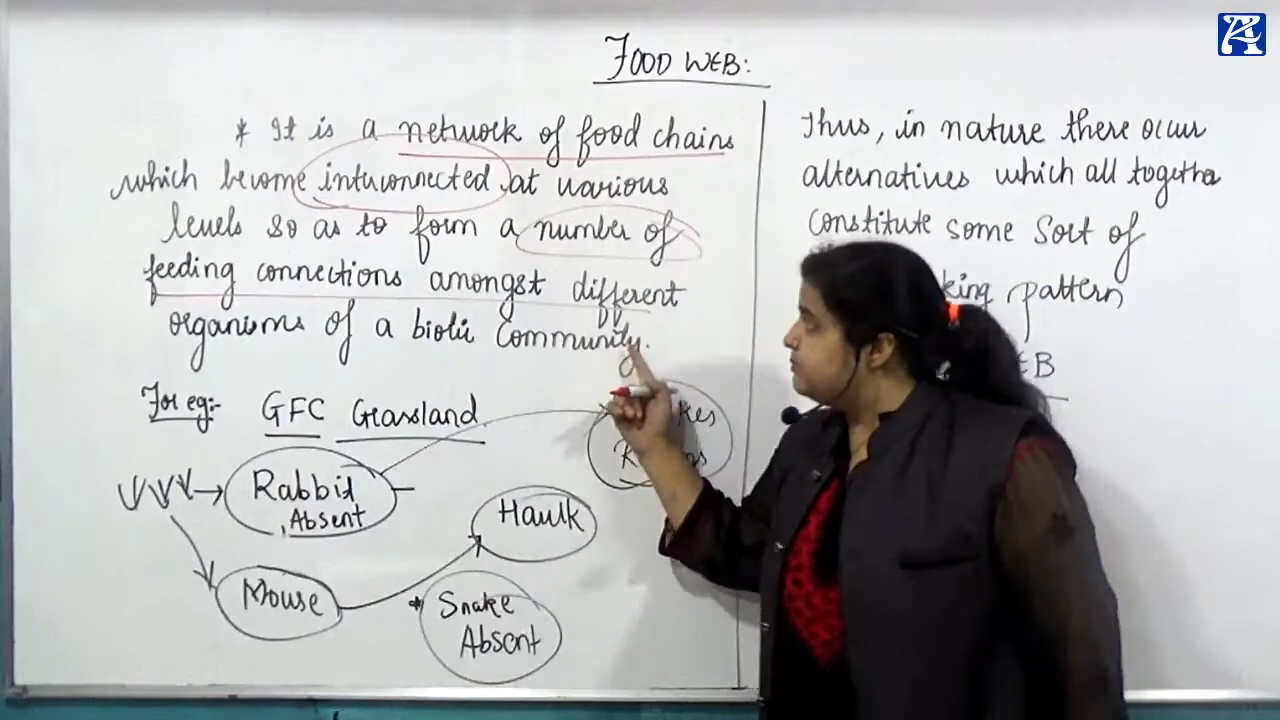 FOOD WEB:
* It is a network of food chains
which become interconnected at various
levels so as to form a number of
feeding connections amongst different
organisms of a biotic Community.
For eg:- GFC Grassland
Rabbit
Absent
Mouse
Haulk
Snake
Absent
Thus, in nature there occur
alternatives which all together
constitute some Sort of
pattern